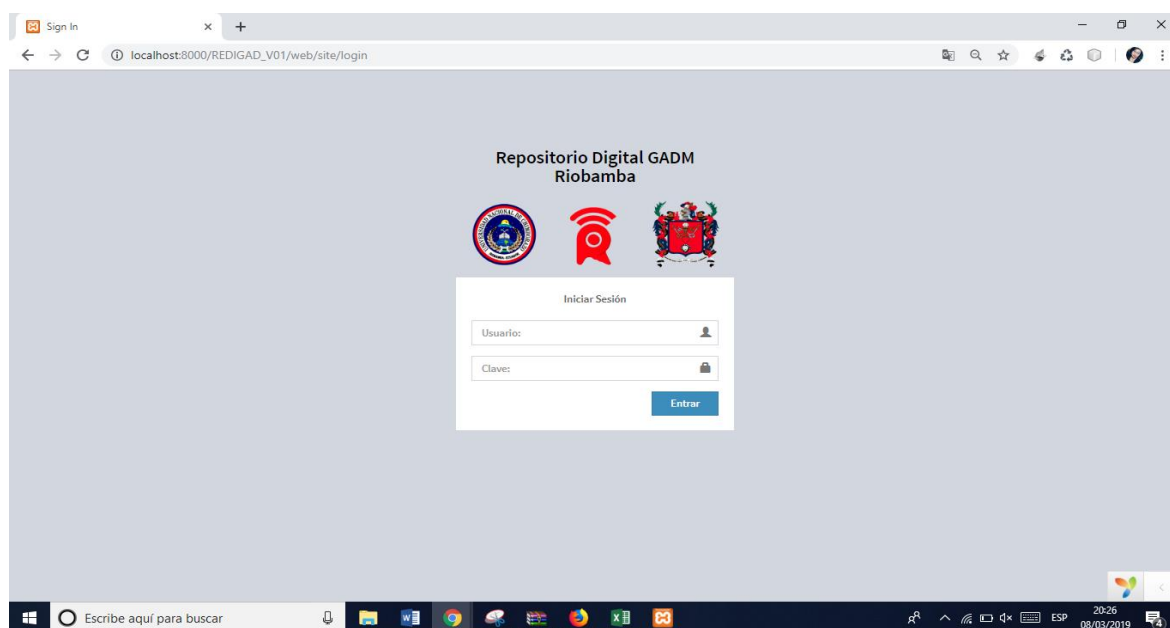 Sign In
localhost:8000/REDIGAD_V01/web/site/login
Repositorio Digital GADM
Riobamba
Iniciar Sesión
Usuario:
Clave:
Entrar
Escribe aquí para buscar
ESP
20:26
08/03/2019
4